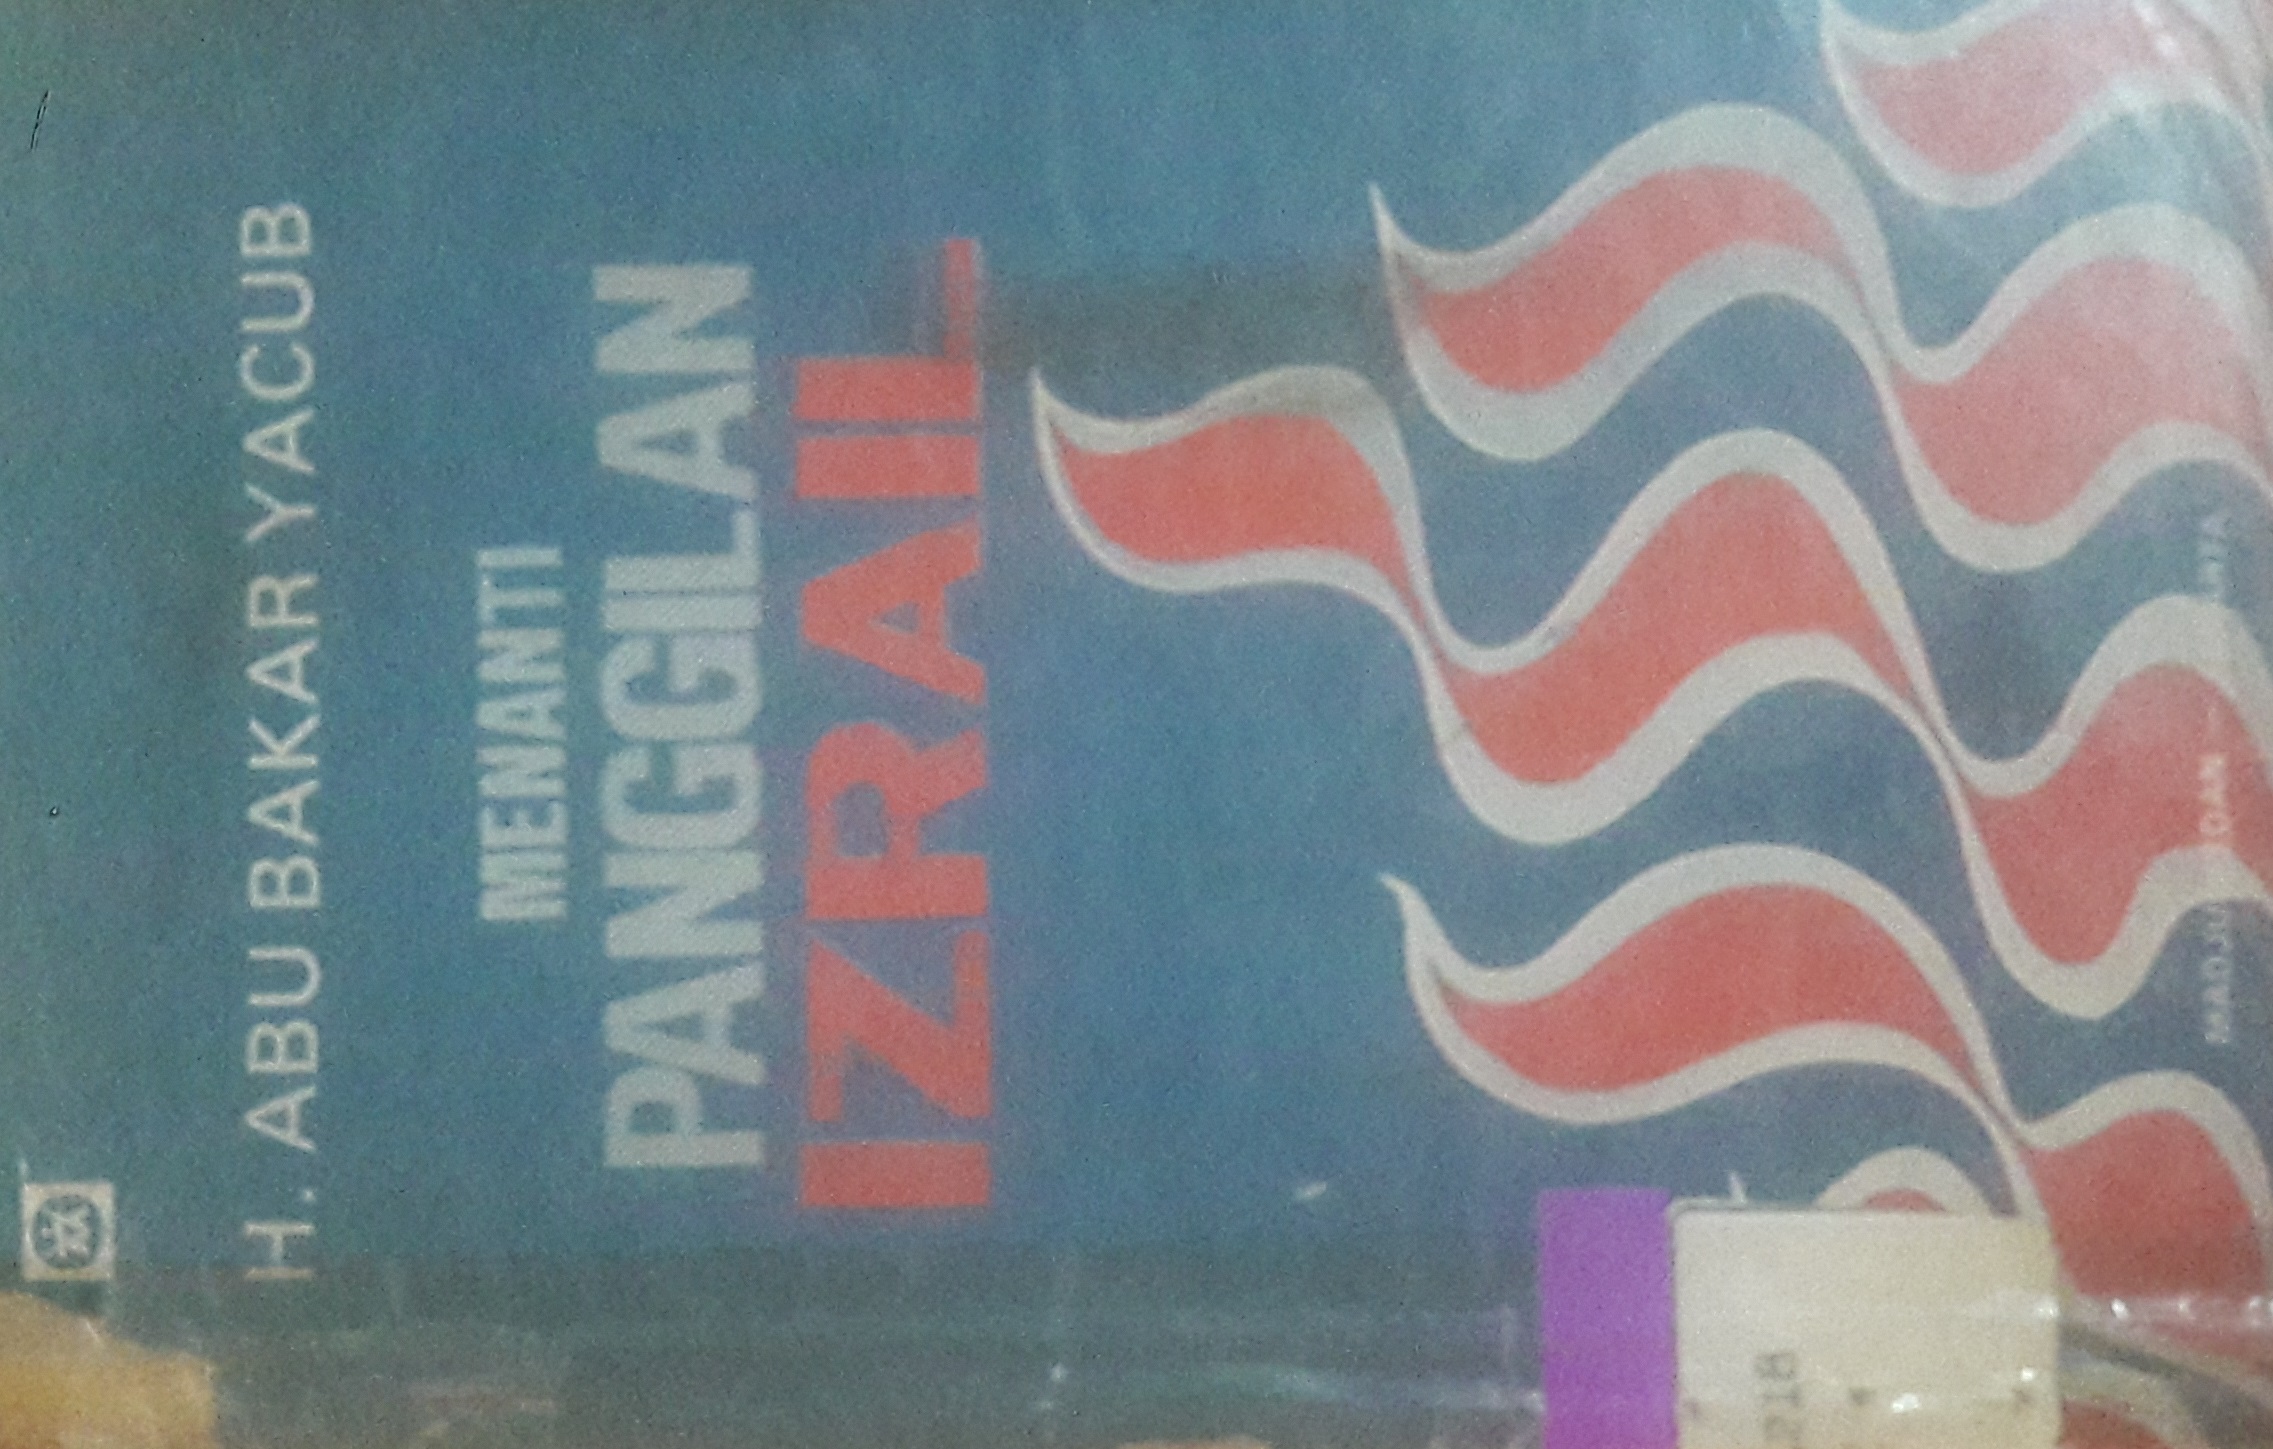 H. ABU BAKAR YACUB
MENANTI
PANGGILAN
IZRAIL